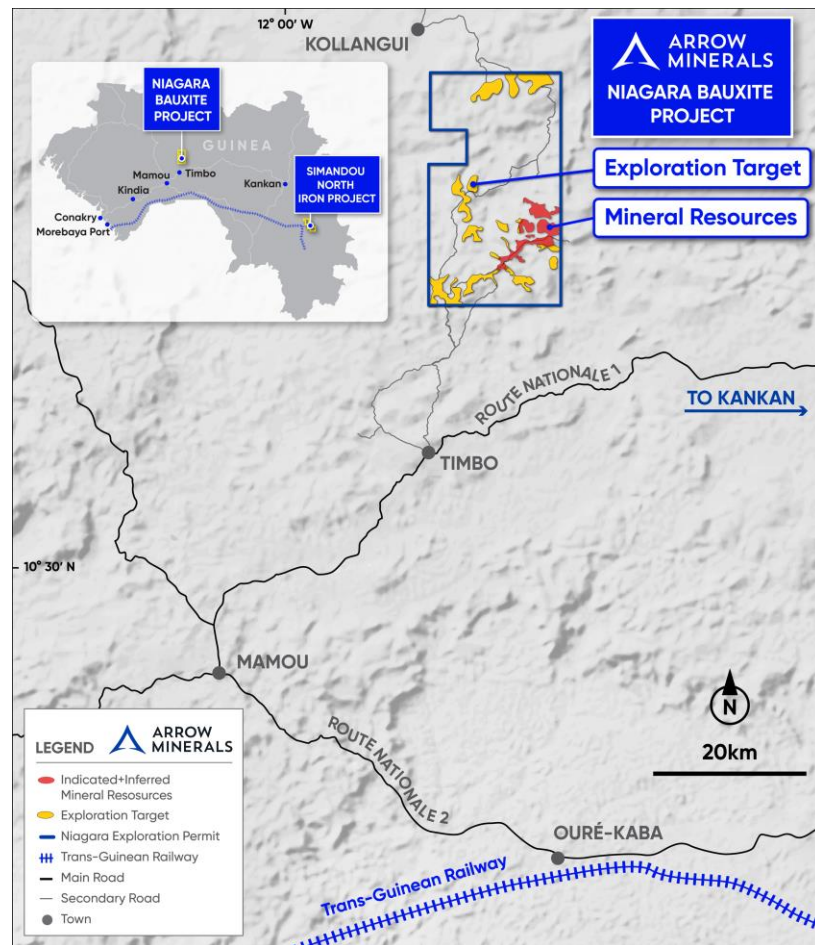 12° 00' W
KOLLANGUI
ARROW
MINERALS
NIAGARA BAUXITE
PROJECT
NIAGARA
BAUXITE
PROJECT
GUINEA
SIMANDOU
NORTH
IRON PROJECT
Mamou
Timbo
Kindia
Kankan
Conakry
Morebaya Port
Exploration Target
Mineral Resources
ROUTE NATIONALE 1
TO KANKAN
TIMBO
10° 30' N
MAMOU
N
20km
ROUTE NATIONALE 2
OURÉ-KABA
Trans-Guinean Railway
LEGEND
ARROW
MINERALS
Indicated+Inferred
Mineral Resources
Exploration Target
Niagara Exploration Permit
Trans-Guinean Railway
Main Road
Secondary Road
Town